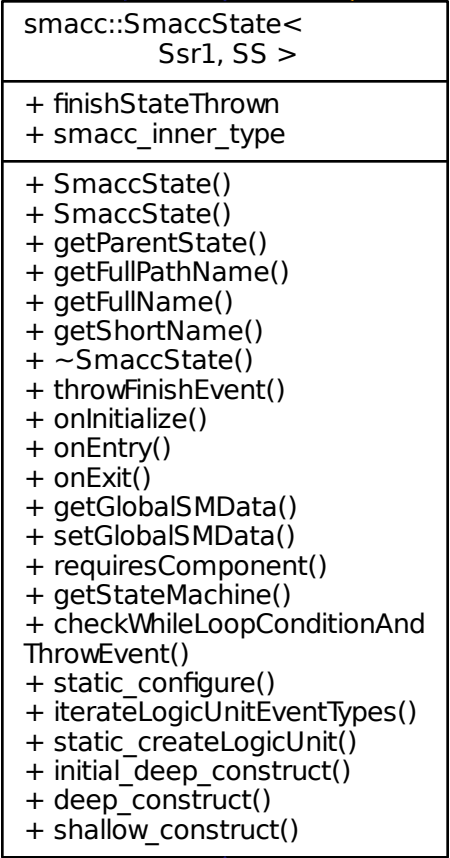 smacc::SmaccState<
Ssr1, SS >
+ finishStateThrown
+ smacc_inner_type
+ SmaccState()
+ SmaccState()
+ getParentState()
+ getFullPathName()
+ getFullName()
+ getShortName()
+ ~SmaccState()
+ throwFinishEvent()
+ onInitialize()
+ onEntry()
+ onExit()
+ getGlobalSMData()
+ setGlobalSMData()
+ requiresComponent()
+ getStateMachine()
+ checkWhileLoopConditionAnd
ThrowEvent()
+ static_configure()
+ iterateLogicUnitEventTypes()
+ static_createLogicUnit()
+ initial_deep_construct()
+ deep_construct()
+ shallow_construct()